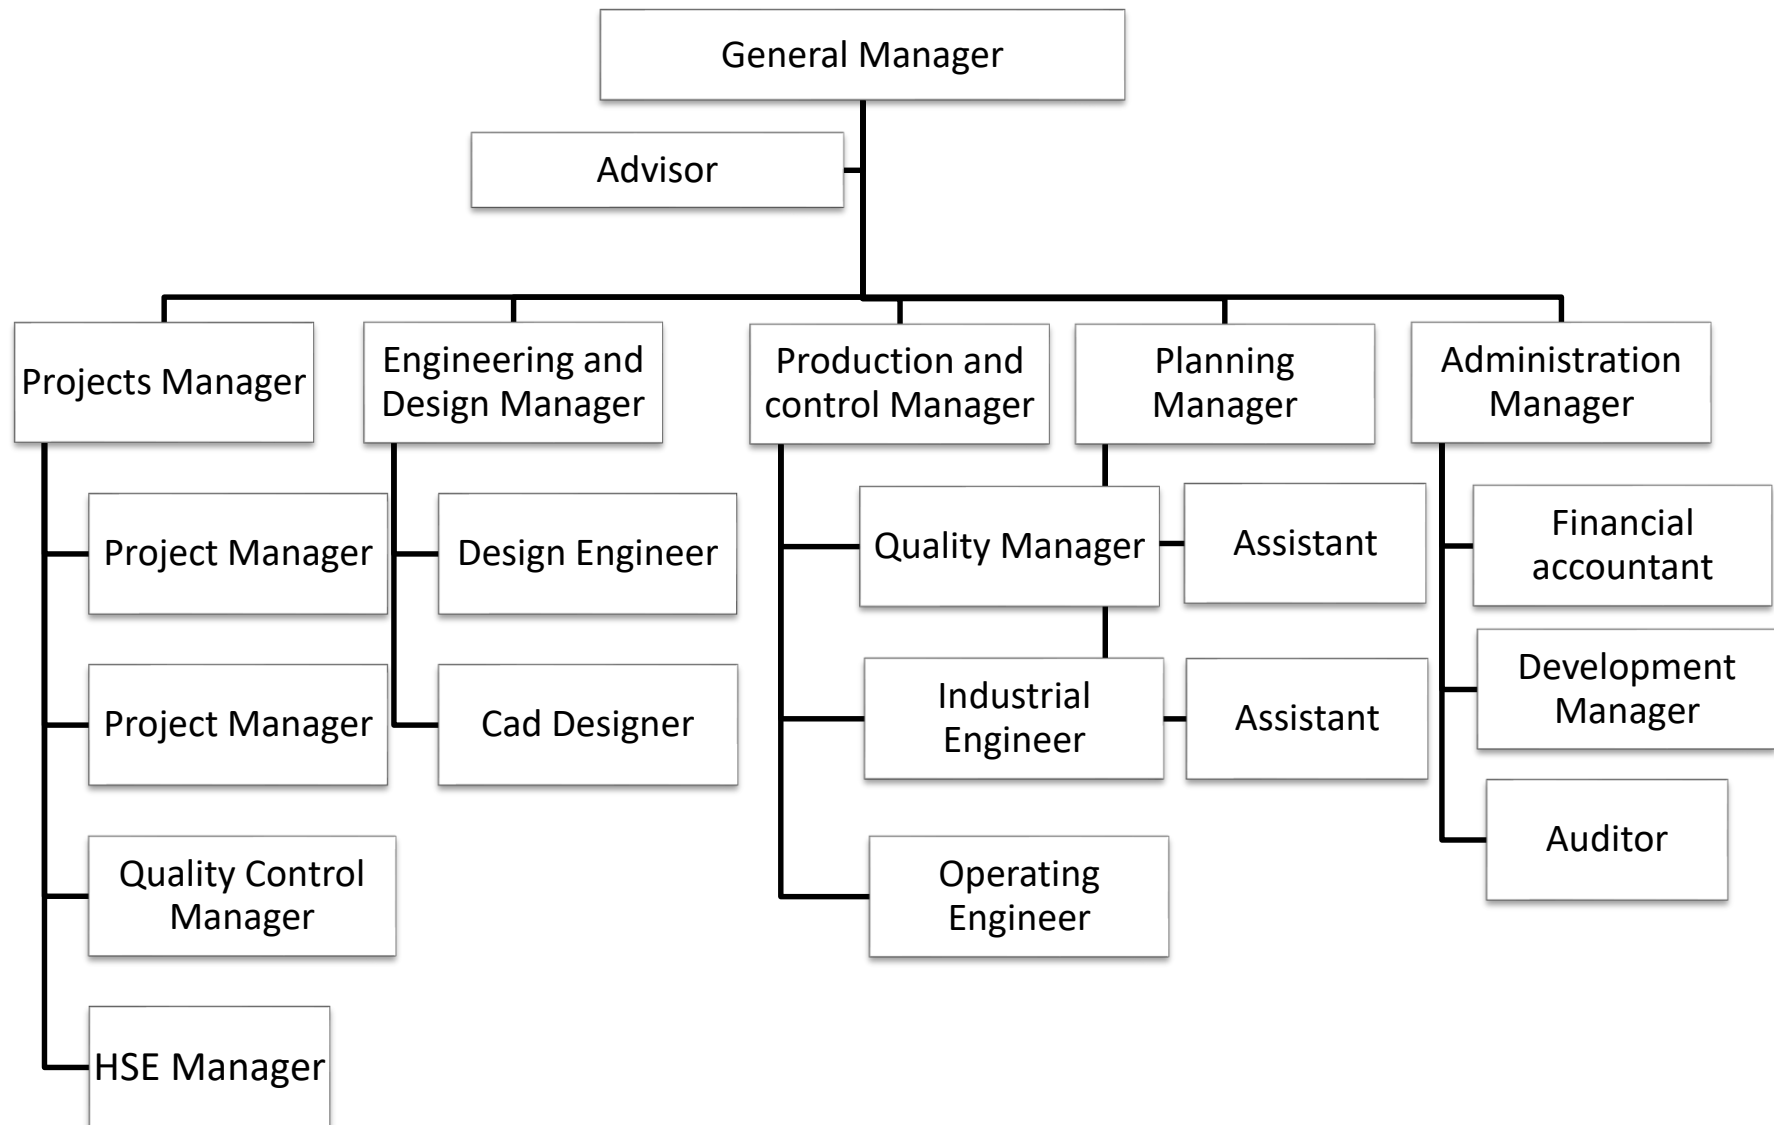 General Manager
Advisor
Projects Manager
Engineering and
Design Manager
Production and
control Manager
Planning
Manager
Administration
Manager
Project Manager
Design Engineer
Quality Manager
Assistant
Financial
accountant
Project Manager
Cad Designer
Industrial
Engineer
Assistant
Development
Manager
Quality Control
Manager
Operating
Engineer
Auditor
HSE Manager